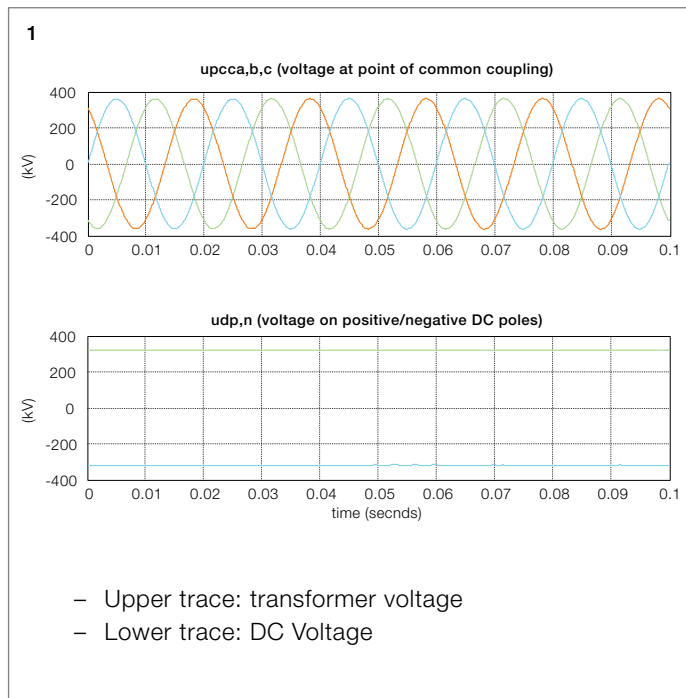 1
upcca,b,c (voltage at point of common coupling)
400
200
0
-200
-400
(kV)
0 0.01 0.02 0.03 0.04 0.05 0.06 0.07 0.08 0.09 0.1
udp,n (voltage on positive/negative DC poles)
400
200
0
-200
-400
(kV)
0 0.01 0.02 0.03 0.04 0.05 0.06 0.07 0.08 0.09 0.1
time (secnds)
– Upper trace: transformer voltage
– Lower trace: DC Voltage